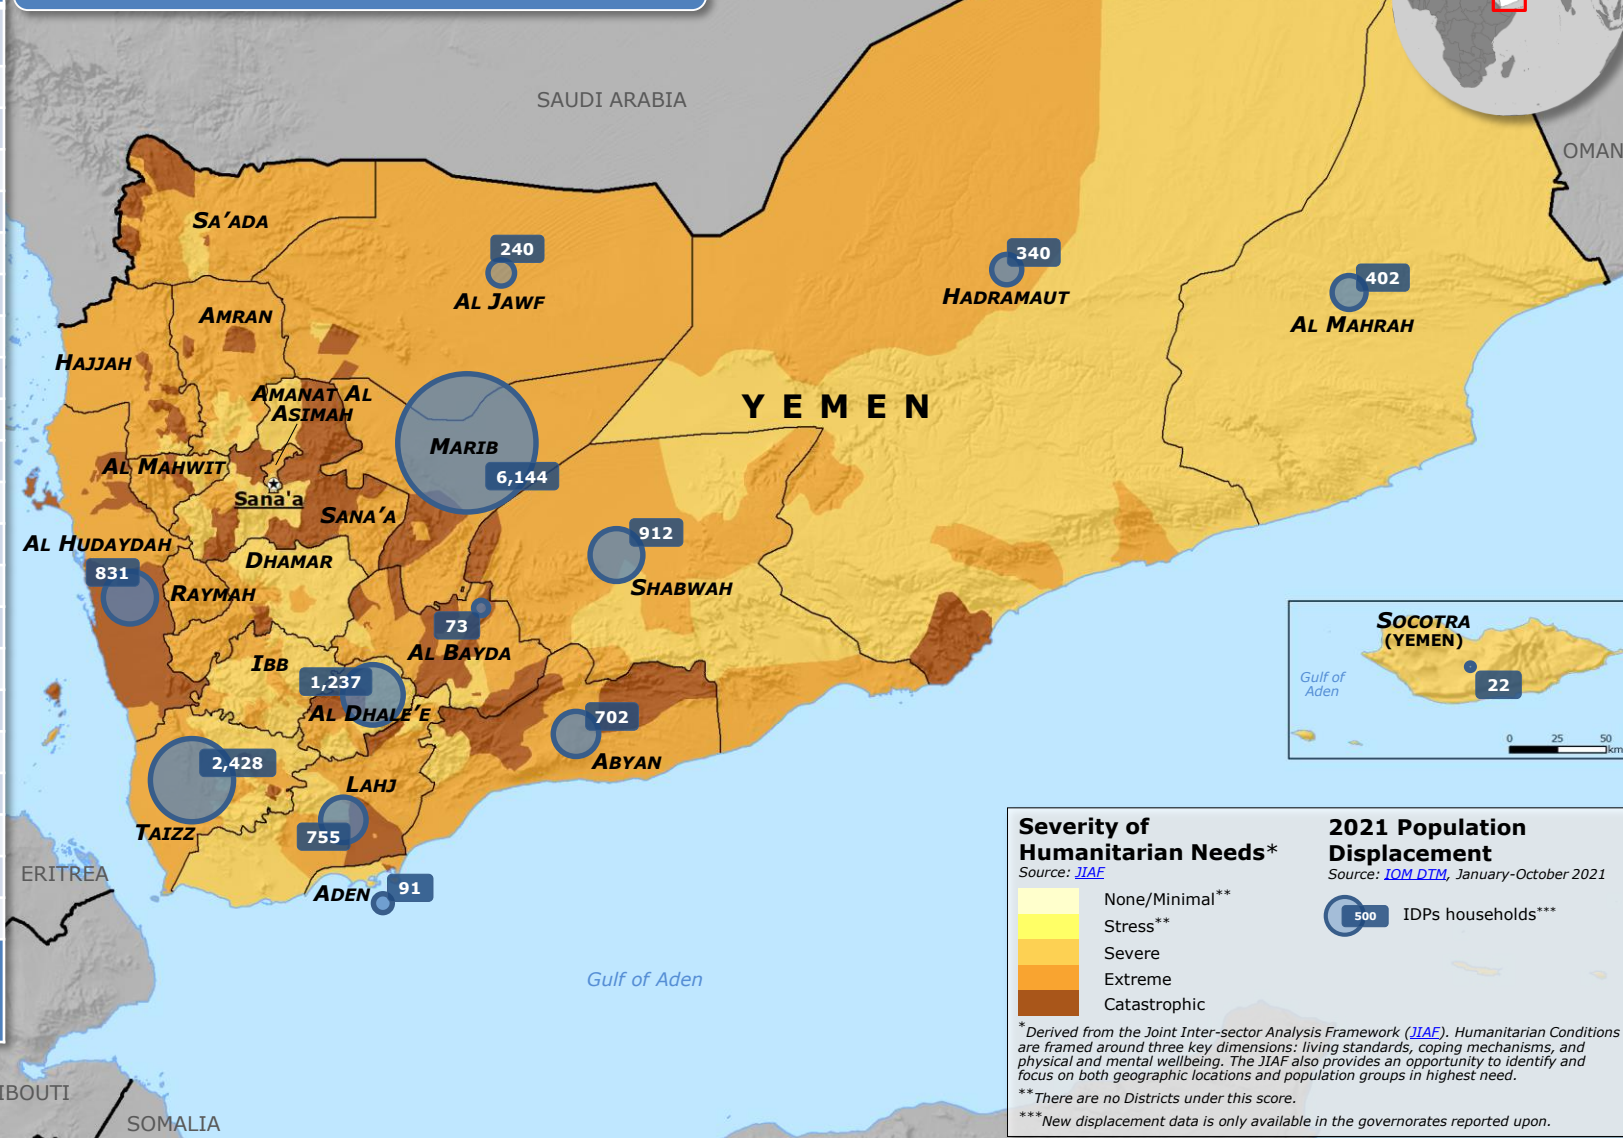 SAUDI ARABIA
OMAN
SA'ADA
240
AL JAWF
340
HADRAMAUT
402
AL MAHRAH
AMRAN
HAJJAH
AMANAT AL
ASIMAH
YEMEN
MARIB
6,144
AL MAHWIT
Sana'a
SANA'A
AL HUDAYDAH
831
DHAMAR
RAYMAH
912
SHABWAH
73
AL BAYDA
IBB
1,237
AL DHALE'E
702
ABYAN
2,428
TAIZZ
LAHJ
755
ADEN
91
ERITREA
Gulf of Aden
IBOUTI
SOMALIA
SOCOTRA
(YEMEN)
Gulf of
Aden
22
0 25 50
km
Severity of
Humanitarian Needs*
Source: JIAF
None/Minimal**
Stress**
Severe
Extreme
Catastrophic
2021 Population
Displacement
Source: IOM DTM, January-October 2021
500 IDPs households***
*Derived from the Joint Inter-sector Analysis Framework (JIAF). Humanitarian Conditions
are framed around three key dimensions: living standards, coping mechanisms, and
physical and mental wellbeing. The JIAF also provides an opportunity to identify and
focus on both geographic locations and population groups in highest need.
**There are no Districts under this score.
***New displacement data is only available in the governorates reported upon.